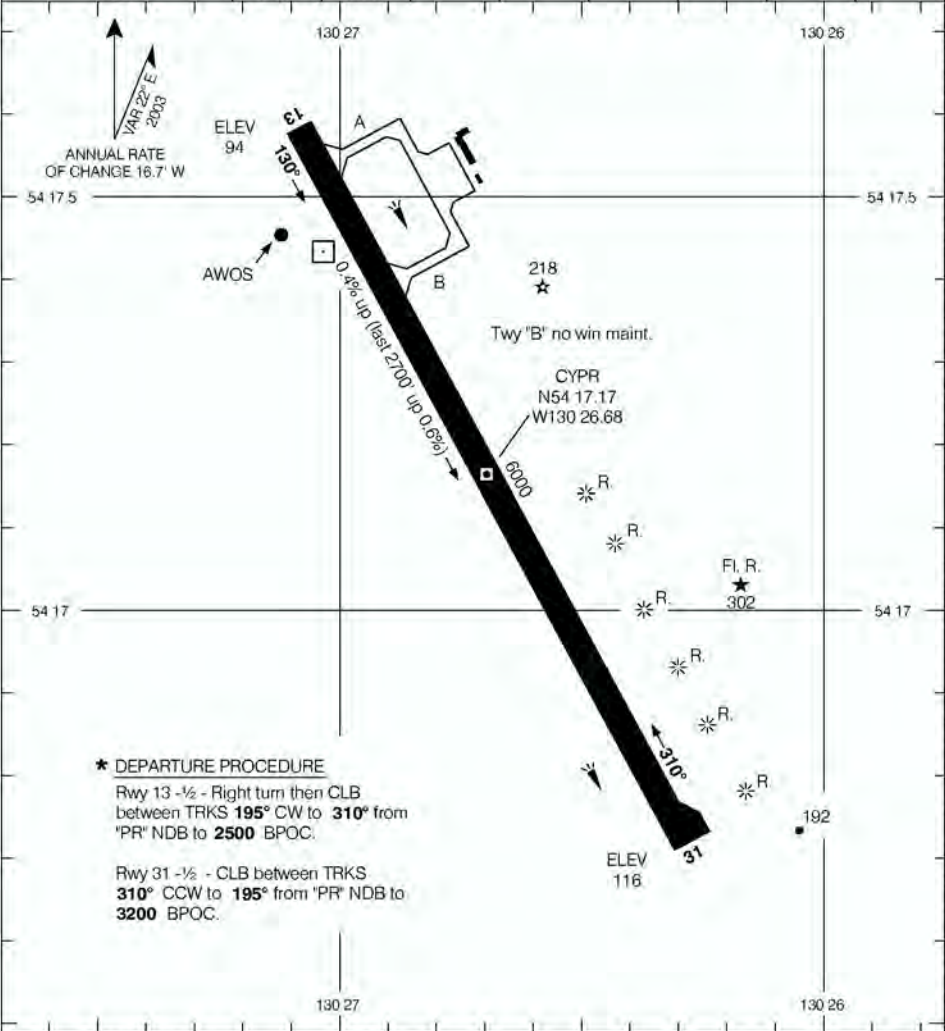 130 27
130 26
VAR 22° E
2003
ANNUAL RATE
OF CHANGE 16.7' W
ELEV
94
13
130°
A
54 17.5
54 17.5
AWOS
B
218
0.4% up (last 2700' up 0.6%)
Twy "B" no win maint.
CYPR
N54 17.17
W130 26.68
6000
R.
R.
Fl. R.
302
R.
54 17
54 17
R.
R.
R.
310°
192
31
ELEV
116
* DEPARTURE PROCEDURE
Rwy 13 -½ - Right turn then CLB
between TRKS 195° CW to 310° from
"PR" NDB to 2500 BPOC.
Rwy 31 -½ - CLB between TRKS
310° CCW to 195° from "PR" NDB to
3200 BPOC.
130 27
130 26